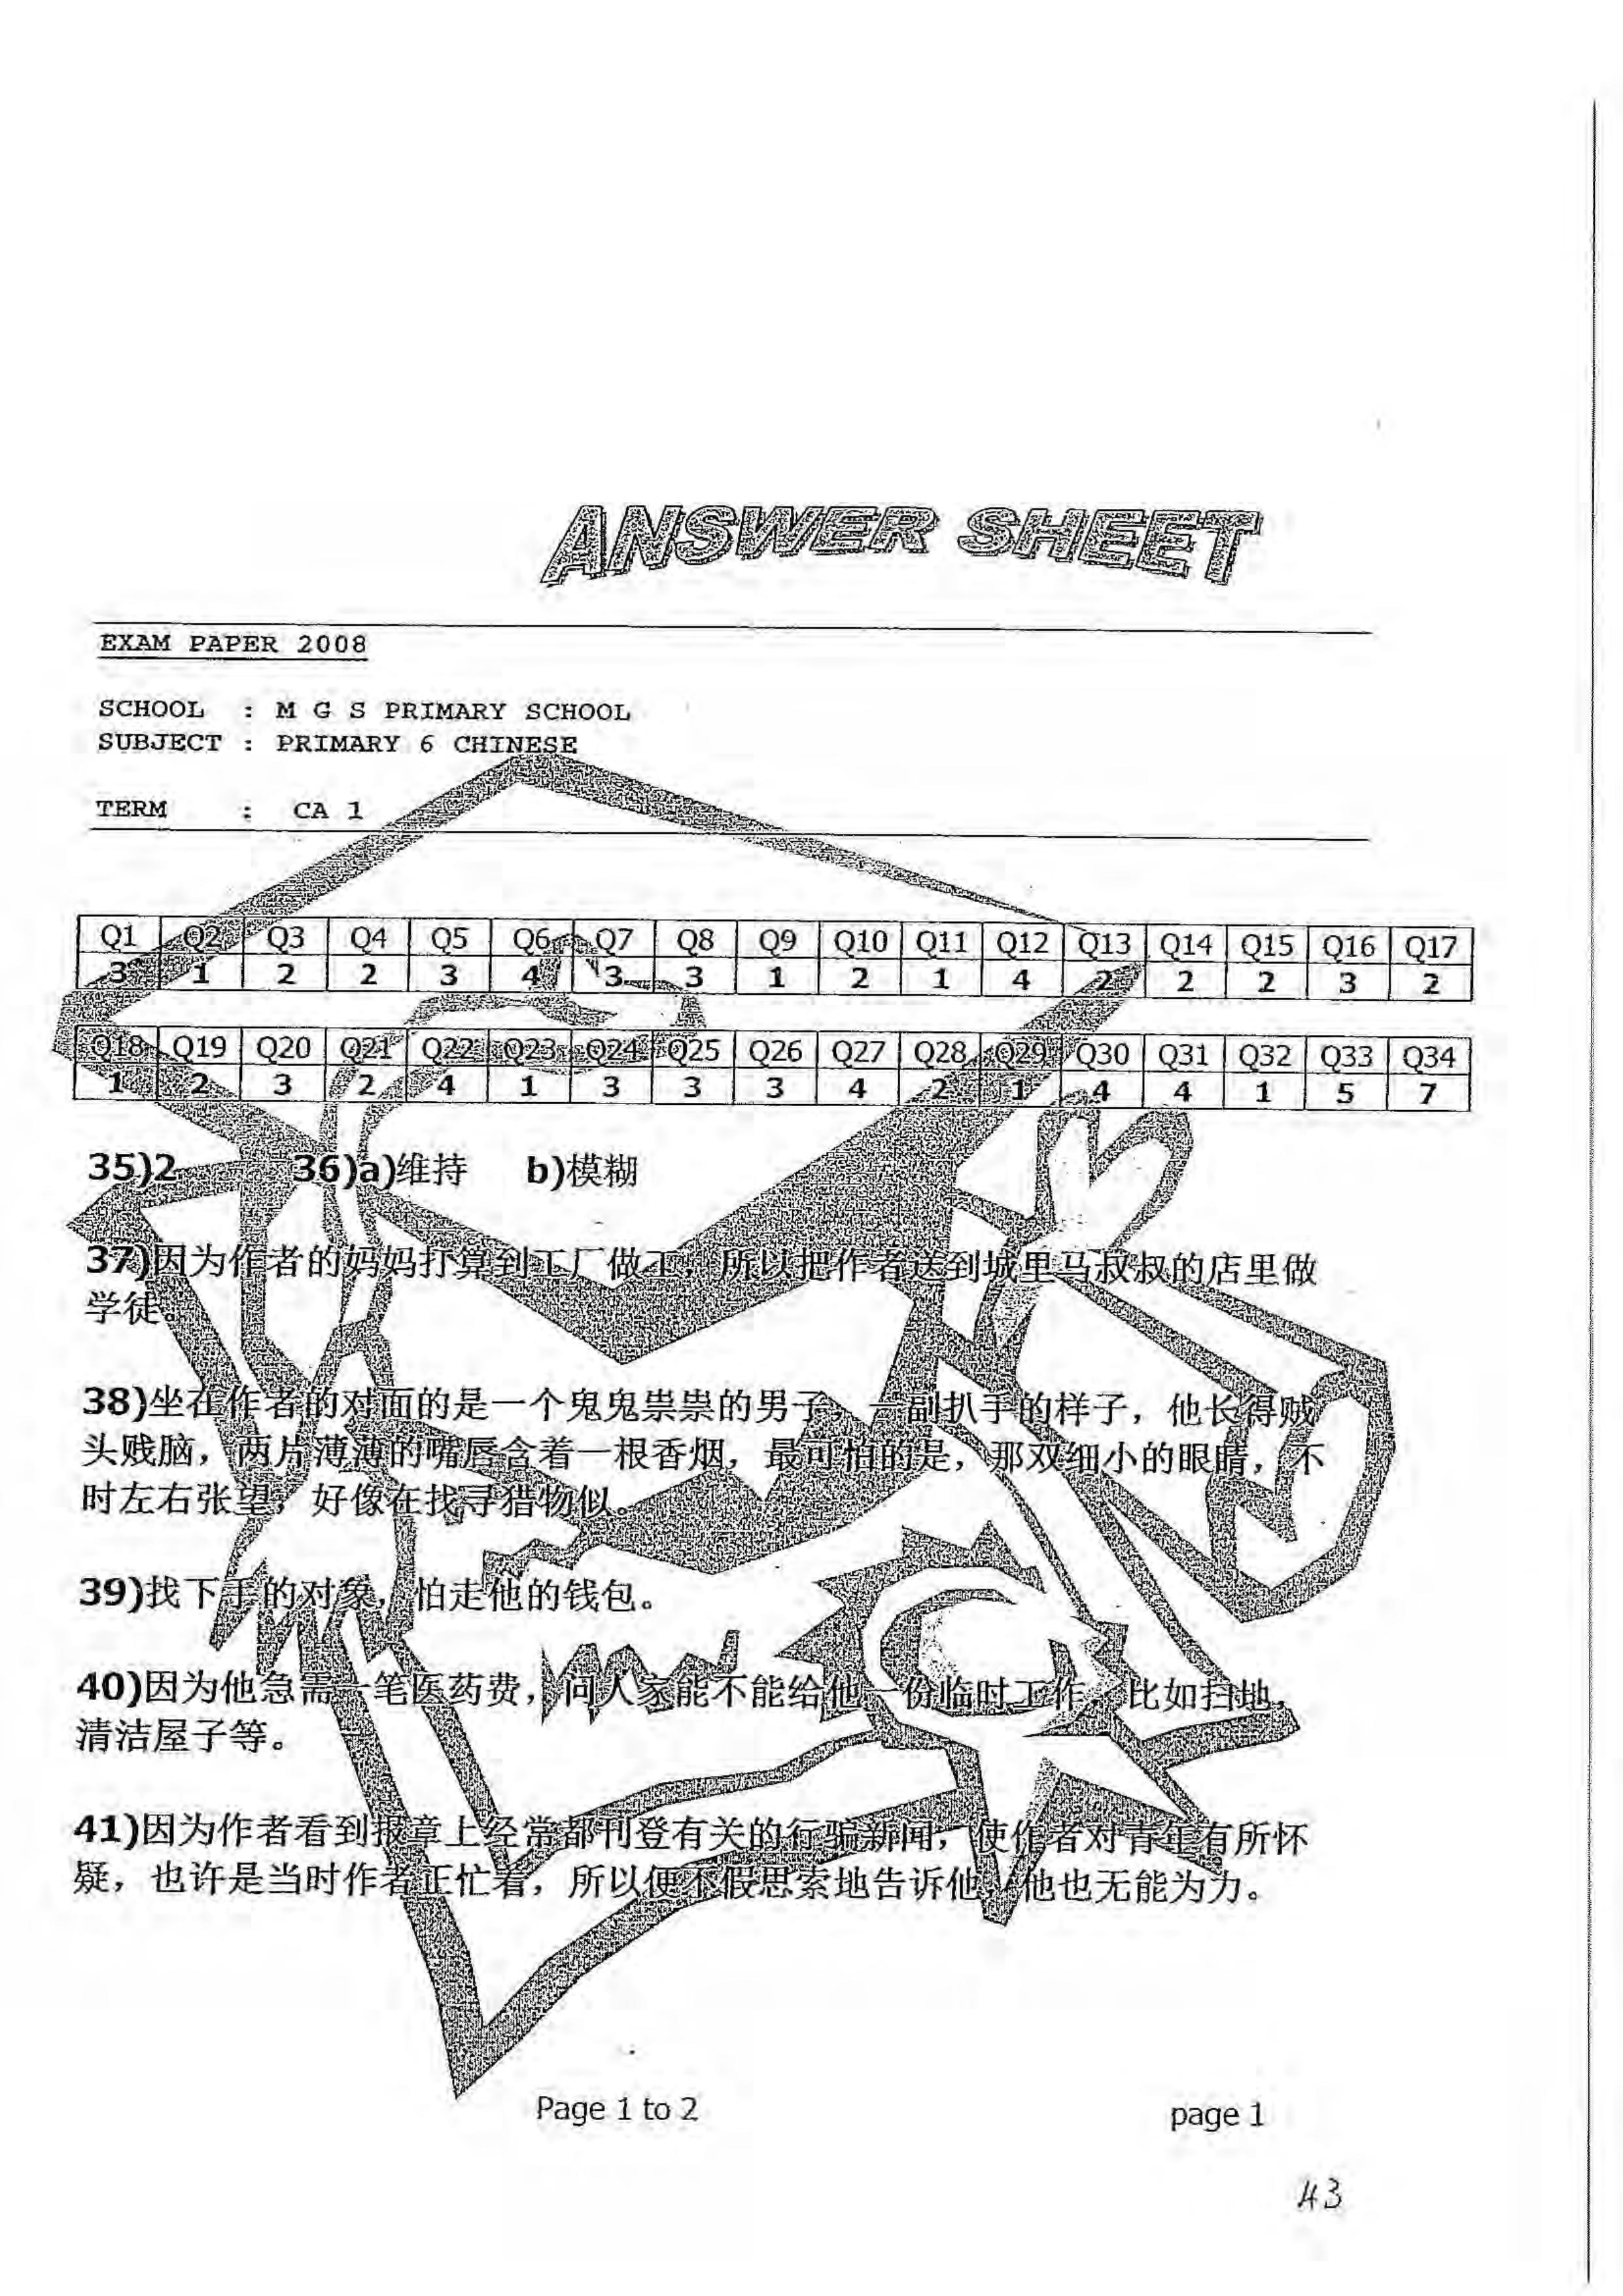 ANSWER SHEET
EXAM PAPER 2008
SCHOOL : M G S PRIMARY SCHOOL
SUBJECT : PRIMARY 6 CHINESE
TERM : CA 1
Q1 Q2 Q3 Q4 Q5 Q6 Q7 Q8 Q9 Q10 Q11 Q12 Q13 Q14 Q15 Q16 Q17
3 1 2 2 3 4 3 3 1 2 1 4 2 2 2 3 2
Q18 Q19 Q20 Q21 Q22 Q23 Q24 Q25 Q26 Q27 Q28 Q29 Q30 Q31 Q32 Q33 Q34
1 2 3 2 4 1 3 3 3 4 2 1 4 4 1 5 7
35)2 36)a)维持 b)模糊
37)因为作者的妈妈打算到工厂做工，所以把作者送到城里马叔叔的店里做
学徒。
38)坐在作者的对面的是一个鬼鬼祟祟的男子，一副扒手的样子，他长得贼
头贱脑，两片薄薄的嘴唇含着一根香烟，最可怕的是，那双细小的眼睛，不
时左右张望，好像在找寻猎物似。
39)找下手的对象，怕走他的钱包。
40)因为他急需一笔医药费，问人家能不能给他一份临时工作，比如扫地，
清洁屋子等。
41)因为作者看到报章上经常都刊登有关的行骗新闻，使作者对青年有所怀
疑，也许是当时作者正忙着，所以便不假思索地告诉他，他也无能为力。
Page 1 to 2 page 1
43